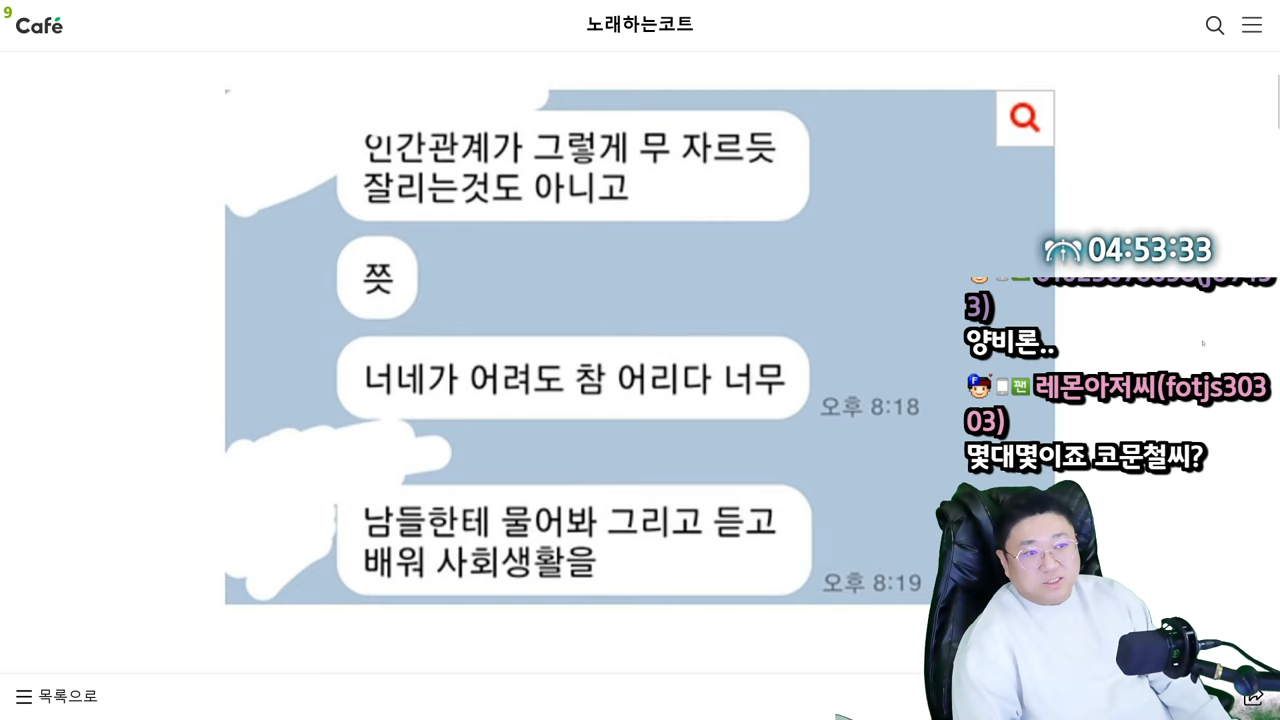 9
Café
노래하는코트
인간관계가 그렇게 무 자르듯
잘리는것도 아니고
쯧
너네가 어려도 참 어리다 너무
오후 8:18
남들한테 물어봐 그리고 듣고
배워 사회생활을
오후 8:19
04:53:33
3)
양비론..
팬 레몬아저씨(fotjs303
03)
몇대몇이죠 코문철씨?
목록으로